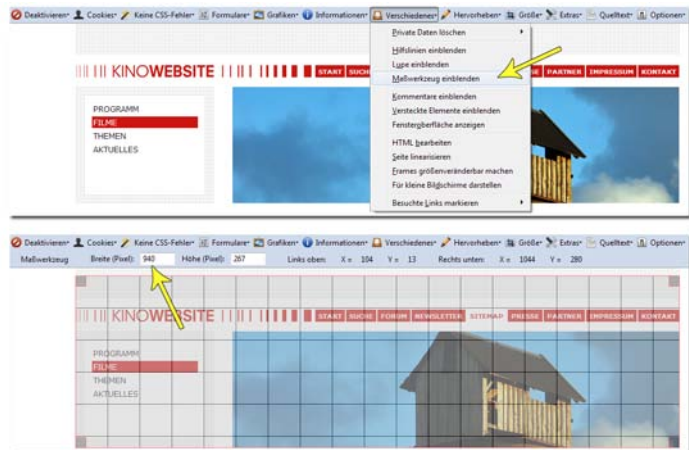 Deaktivieren Cookies Keine CSS-Fehler Formulare Grafiken Informationen Verschiedenes Hervorheben Größe Extras Quelltext Optionen
Private Daten löschen
Hilfslinien einblenden
Lupe einblenden
Maßwerkzeug einblenden
Kommentare einblenden
Versteckte Elemente einblenden
Fensteroberfläche anzeigen
HTML bearbeiten
Seite linearisieren
Frames größenveränderbar machen
Für kleine Bildschirme darstellen
Besuchte Links markieren
KINOWEBSITE START SUCHE PARTNER IMPRESSUM KONTAKT
PROGRAMM
FILME
THEMEN
AKTUELLES
Deaktivieren Cookies Keine CSS-Fehler Formulare Grafiken Informationen Verschiedenes Hervorheben Größe Extras Quelltext Optionen
Maßwerkzeug Breite (Pixel): 940 Höhe (Pixel): 267 Links oben: X = 104 Y = 13 Rechts unten: X = 1044 Y = 280
KINOWEBSITE START SUCHE FORUM NEWSLETTER SITEMAP PRESSE PARTNER IMPRESSUM KONTAKT
PROGRAMM
FILME
THEMEN
AKTUELLES